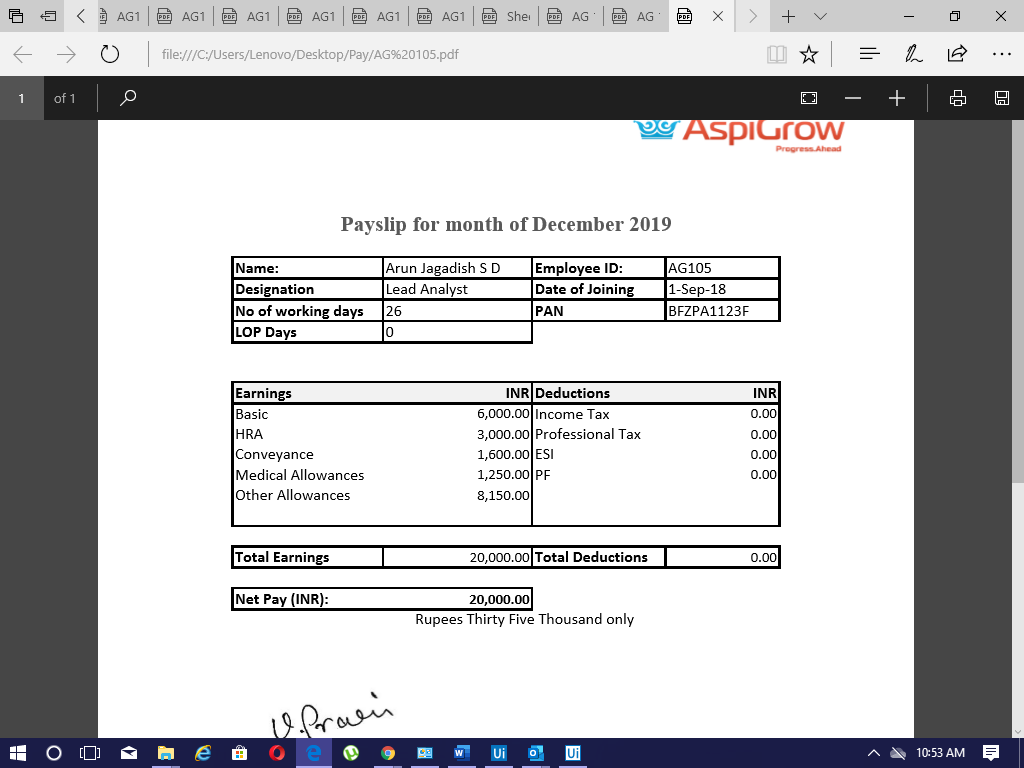 AG1 AG1 AG1 AG1 AG1 AG1 She AG AG
file:///C:/Users/Lenovo/Desktop/Pay/AG%20105.pdf
1 of 1
AspiGrow
Progress.Ahead
Payslip for month of December 2019
Name: Arun Jagadish S D Employee ID: AG105
Designation Lead Analyst Date of Joining 1-Sep-18
No of working days 26 PAN BFZPA1123F
LOP Days 0
Earnings INR Deductions INR
Basic 6,000.00 Income Tax 0.00
HRA 3,000.00 Professional Tax 0.00
Conveyance 1,600.00 ESI 0.00
Medical Allowances 1,250.00 PF 0.00
Other Allowances 8,150.00
Total Earnings 20,000.00 Total Deductions 0.00
Net Pay (INR): 20,000.00
Rupees Thirty Five Thousand only
10:53 AM